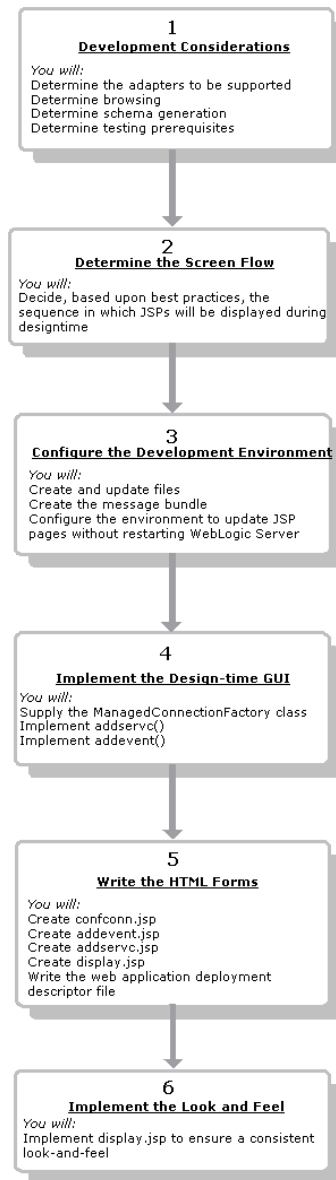 1
Development Considerations
You will:
Determine the adapters to be supported
Determine browsing
Determine schema generation
Determine testing prerequisites
2
Determine the Screen Flow
You will:
Decide, based upon best practices, the
sequence in which JSPs will be displayed during
designtime
3
Configure the Development Environment
You will:
Create and update files
Create the message bundle
Configure the environment to update JSP
pages without restarting WebLogic Server
4
Implement the Design-time GUI
You will:
Supply the ManagedConnectionFactory class
Implement addservc()
Implement addevent()
5
Write the HTML Forms
You will:
Create confconn.jsp
Create addevent.jsp
Create addservc.jsp
Create display.jsp
Write the web application deployment
descriptor file
6
Implement the Look and Feel
You will:
Implement display.jsp to ensure a consistent
look-and-feel